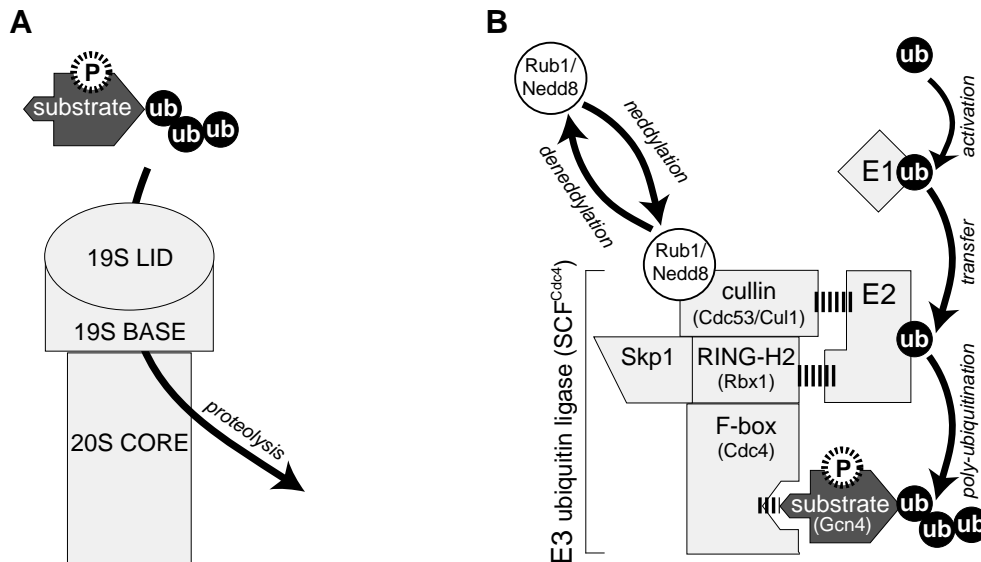 A
P
substrate
ub
ub
ub
19S LID
19S BASE
20S CORE
proteolysis
B
Rub1/
Nedd8
neddylation
deneddylation
Rub1/
Nedd8
ub
activation
E1
ub
transfer
E2
ub
poly-ubiquitination
E3 ubiquitin ligase (SCFCdc4)
cullin
(Cdc53/Cul1)
Skp1
RING-H2
(Rbx1)
F-box
(Cdc4)
P
substrate
(Gcn4)
ub
ub
ub